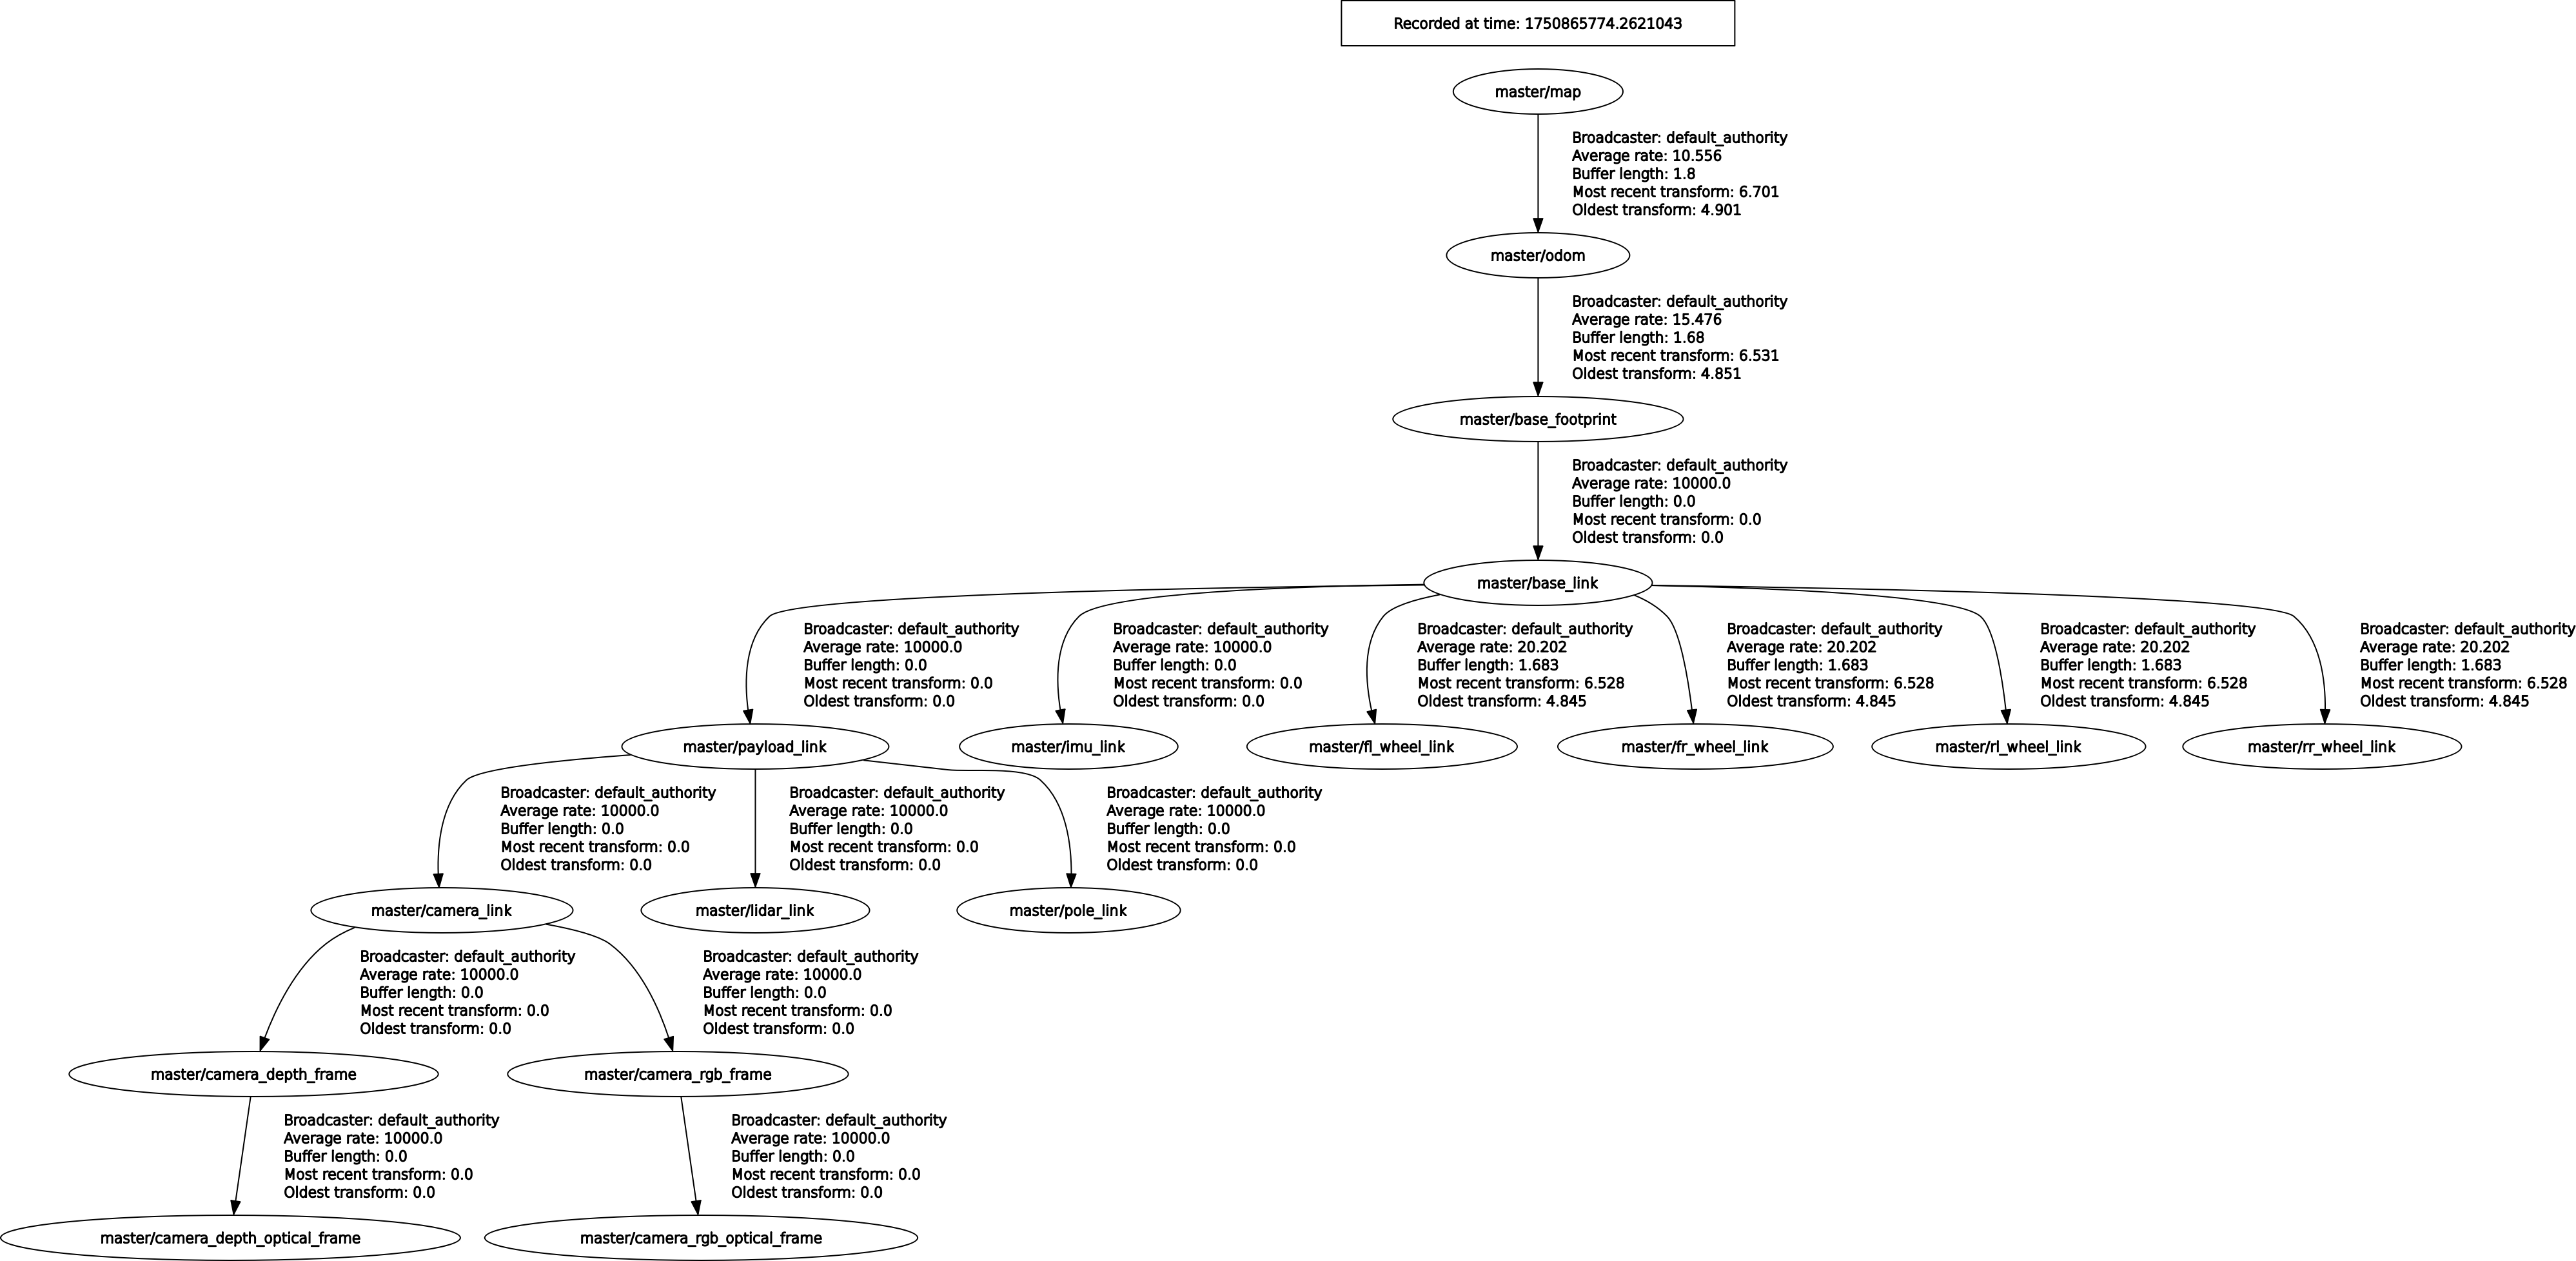 Recorded at time: 1750865774.2621043
master/map
Broadcaster: default_authority
Average rate: 10.556
Buffer length: 1.8
Most recent transform: 6.701
Oldest transform: 4.901
master/odom
Broadcaster: default_authority
Average rate: 15.476
Buffer length: 1.68
Most recent transform: 6.531
Oldest transform: 4.851
master/base_footprint
Broadcaster: default_authority
Average rate: 10000.0
Buffer length: 0.0
Most recent transform: 0.0
Oldest transform: 0.0
master/base_link
Broadcaster: default_authority
Average rate: 10000.0
Buffer length: 0.0
Most recent transform: 0.0
Oldest transform: 0.0
Broadcaster: default_authority
Average rate: 10000.0
Buffer length: 0.0
Most recent transform: 0.0
Oldest transform: 0.0
Broadcaster: default_authority
Average rate: 20.202
Buffer length: 1.683
Most recent transform: 6.528
Oldest transform: 4.845
Broadcaster: default_authority
Average rate: 20.202
Buffer length: 1.683
Most recent transform: 6.528
Oldest transform: 4.845
Broadcaster: default_authority
Average rate: 20.202
Buffer length: 1.683
Most recent transform: 6.528
Oldest transform: 4.845
Broadcaster: default_authority
Average rate: 20.202
Buffer length: 1.683
Most recent transform: 6.528
Oldest transform: 4.845
master/payload_link
master/imu_link
master/fl_wheel_link
master/fr_wheel_link
master/rl_wheel_link
master/rr_wheel_link
Broadcaster: default_authority
Average rate: 10000.0
Buffer length: 0.0
Most recent transform: 0.0
Oldest transform: 0.0
Broadcaster: default_authority
Average rate: 10000.0
Buffer length: 0.0
Most recent transform: 0.0
Oldest transform: 0.0
Broadcaster: default_authority
Average rate: 10000.0
Buffer length: 0.0
Most recent transform: 0.0
Oldest transform: 0.0
master/camera_link
master/lidar_link
master/pole_link
Broadcaster: default_authority
Average rate: 10000.0
Buffer length: 0.0
Most recent transform: 0.0
Oldest transform: 0.0
Broadcaster: default_authority
Average rate: 10000.0
Buffer length: 0.0
Most recent transform: 0.0
Oldest transform: 0.0
master/camera_depth_frame
master/camera_rgb_frame
Broadcaster: default_authority
Average rate: 10000.0
Buffer length: 0.0
Most recent transform: 0.0
Oldest transform: 0.0
Broadcaster: default_authority
Average rate: 10000.0
Buffer length: 0.0
Most recent transform: 0.0
Oldest transform: 0.0
master/camera_depth_optical_frame
master/camera_rgb_optical_frame